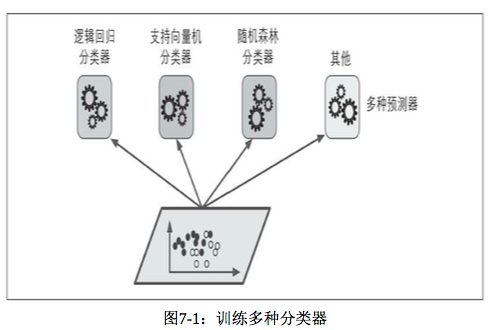 逻辑回归
分类器
支持向量机
分类器
随机森林
分类器
其他
多种预测器
图7-1：训练多种分类器